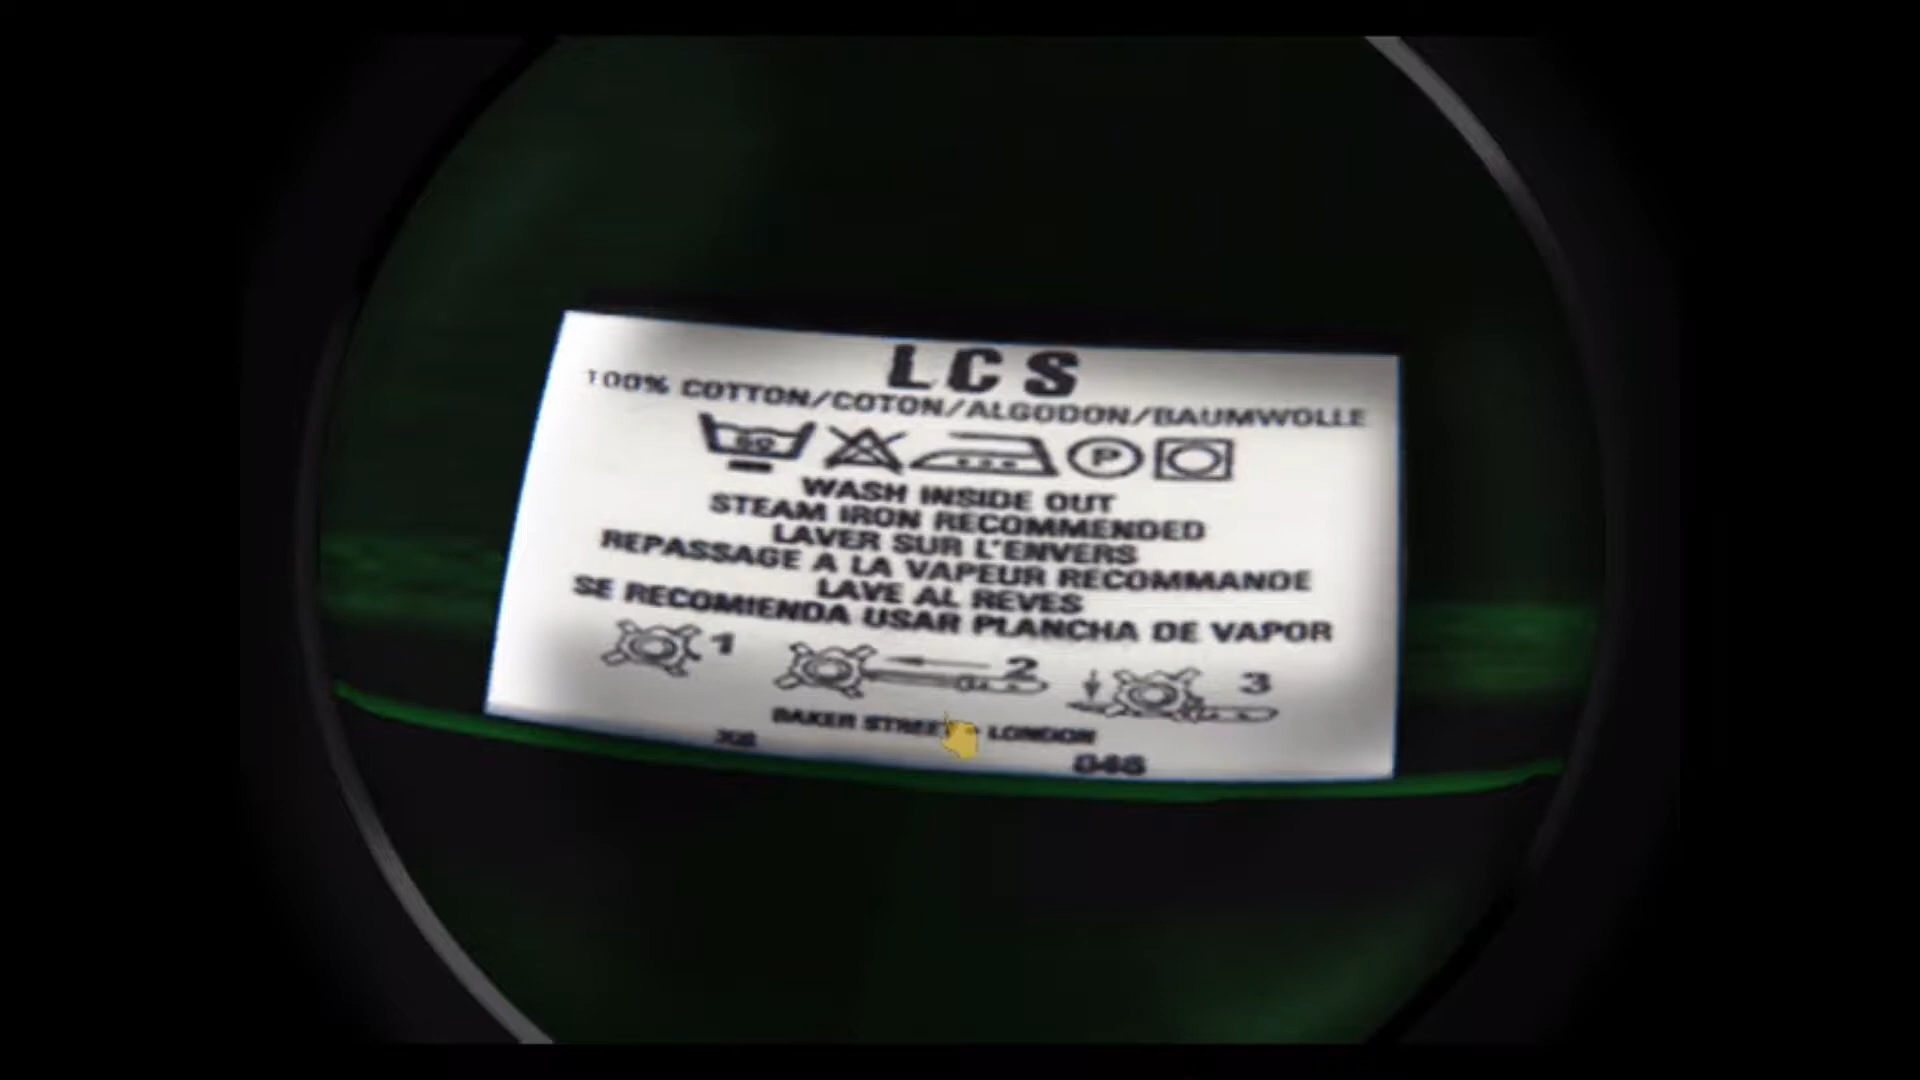 LCS
100% COTTON/COTON/ALGODON/BAUMWOLLE
P
WASH INSIDE OUT
STEAM IRON RECOMMENDED
LAVER SUR L'ENVERS
REPASSAGE A LA VAPEUR RECOMMANDE
LAVE AL REVES
SE RECOMIENDA USAR PLANCHA DE VAPOR
1 2 3
BAKER STREET - LONDON